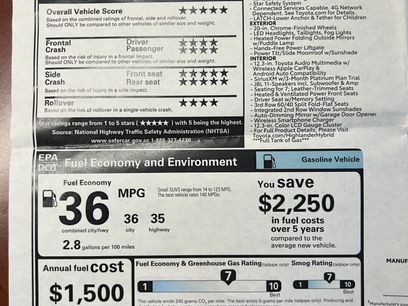 Star Safety System
Connected Services Capable. 4G Network
Dependent. See Toyota.com for Details.
LATCH-Lower Anchor & Tether for Children
EXTERIOR
20-in. Chrome-Finished Wheels
LED Headlights, Taillights, Fog Lights
Heated Power Outside Folding Mirrors
w/Puddle Lamp
Hands-Free Power Liftgate
Power Tilt/Slide Moonroof w/Sunshade
INTERIOR
12.3-in. Toyota Audio Multimedia w/
Wireless Apple CarPlay &
Android Auto Compatibility
SiriusXM w/3-Month Platinum Plan Trial
JBL 11-Speakers incl. Subwoofer & Amp
Seating for 7; Leather-Trimmed Seats
Heated & Ventilated Power Front Seats
Driver Seat w/Memory Setting
3rd Row 60/40 Split Fold-Flat Seats
Integrated 2nd Row Window Sunshades
Auto-Dimming Mirror w/Garage Door Opener
Wireless Smartphone Charger
12.3-in. Color LCD Gauge Cluster
For Full Product Details, Please Visit
Toyota.com/HighlanderHybrid
***Full Tank of Gas***
Overall Vehicle Score ★★★★★
Based on the combined ratings of frontal, side and rollover.
Should ONLY be compared to other vehicles of similar size and weight.
Frontal Driver
Crash Passenger
Based on the risk of injury in a frontal impact.
Should ONLY be compared to other vehicles of similar size and weight.
Side Front seat
Crash Rear seat
Based on the risk of injury in a side impact.
Rollover
Based on the risk of rollover in a single-vehicle crash.
Star ratings range from 1 to 5 stars (★★★★★) with 5 being the highest.
Source: National Highway Traffic Safety Administration (NHTSA)
www.safercar.gov or 1-888-327-4236
EPA
DOT Fuel Economy and Environment
Gasoline Vehicle
Fuel Economy
36 MPG
Small SUVs range from 14 to 123 MPG.
The best vehicle rates 140 MPGe.
36 35
combined city/hwy city highway
2.8 gallons per 100 miles
You save
$2,250
in fuel costs
over 5 years
compared to the
average new vehicle.
Annual fuel cost
$1,500
Fuel Economy & Greenhouse Gas Rating (tailpipe only)
1 7 10
Best
Smog Rating (tailpipe only)
1 7 10
Best
MANUF